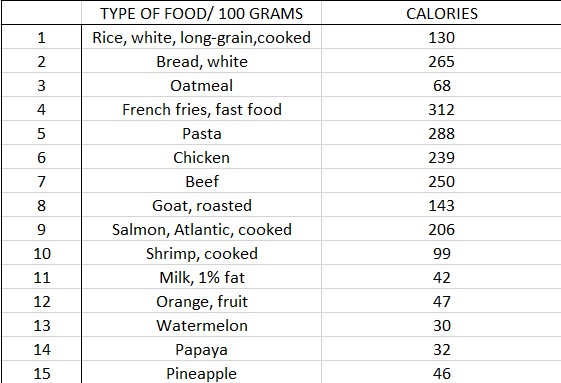 TYPE OF FOOD/ 100 GRAMS CALORIES
1 Rice, white, long-grain,cooked 130
2 Bread, white 265
3 Oatmeal 68
4 French fries, fast food 312
5 Pasta 288
6 Chicken 239
7 Beef 250
8 Goat, roasted 143
9 Salmon, Atlantic, cooked 206
10 Shrimp, cooked 99
11 Milk, 1% fat 42
12 Orange, fruit 47
13 Watermelon 30
14 Papaya 32
15 Pineapple 46